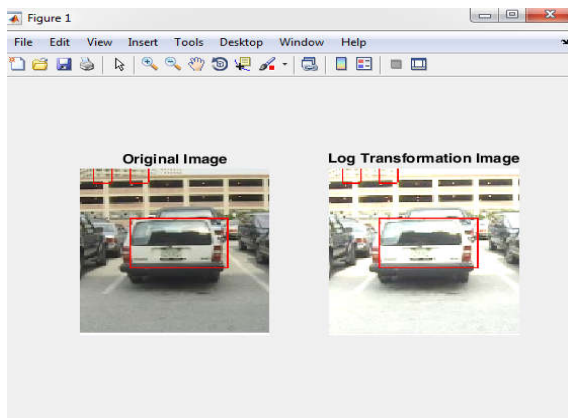 Figure 1
File Edit View Insert Tools Desktop Window Help
Original Image
Log Transformation Image